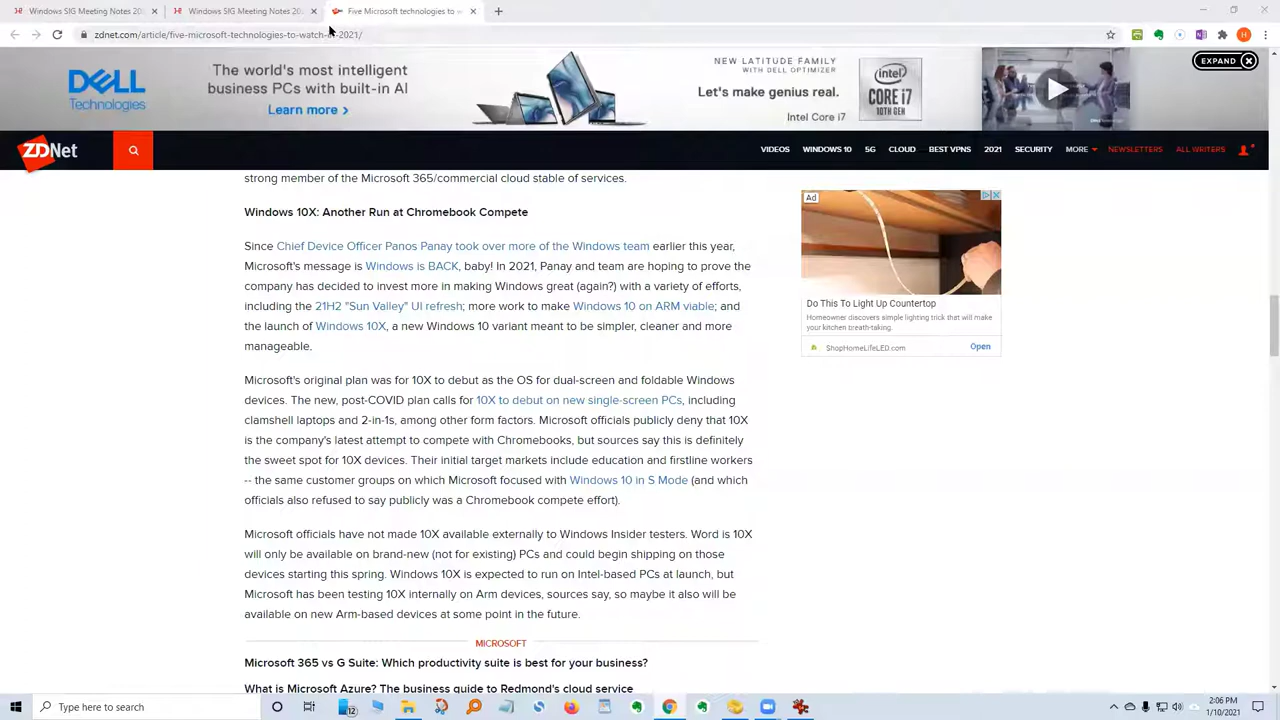 Windows SIG Meeting Notes 20
Windows SIG Meeting Notes 20
Five Microsoft technologies to w
zdnet.com/article/five-microsoft-technologies-to-watch-in-2021/
H
DELL
Technologies
The world's most intelligent
business PCs with built-in AI
Learn more >
NEW LATITUDE FAMILY
WITH DELL OPTIMIZER
Let's make genius real.
Intel Core i7
intel
CORE i7
10TH GEN
EXPAND
ZDNet
VIDEOS WINDOWS 10 5G CLOUD BEST VPNS 2021 SECURITY MORE NEWSLETTERS ALL WRITERS
strong member of the Microsoft 365/commercial cloud stable of services.
Windows 10X: Another Run at Chromebook Compete
Since Chief Device Officer Panos Panay took over more of the Windows team earlier this year,
Microsoft's message is Windows is BACK, baby! In 2021, Panay and team are hoping to prove the
company has decided to invest more in making Windows great (again?) with a variety of efforts,
including the 21H2 "Sun Valley" UI refresh; more work to make Windows 10 on ARM viable; and
the launch of Windows 10X, a new Windows 10 variant meant to be simpler, cleaner and more
manageable.
Microsoft's original plan was for 10X to debut as the OS for dual-screen and foldable Windows
devices. The new, post-COVID plan calls for 10X to debut on new single-screen PCs, including
clamshell laptops and 2-in-1s, among other form factors. Microsoft officials publicly deny that 10X
is the company's latest attempt to compete with Chromebooks, but sources say this is definitely
the sweet spot for 10X devices. Their initial target markets include education and firstline workers
-- the same customer groups on which Microsoft focused with Windows 10 in S Mode (and which
officials also refused to say publicly was a Chromebook compete effort).
Microsoft officials have not made 10X available externally to Windows Insider testers. Word is 10X
will only be available on brand-new (not for existing) PCs and could begin shipping on those
devices starting this spring. Windows 10X is expected to run on Intel-based PCs at launch, but
Microsoft has been testing 10X internally on Arm devices, sources say, so maybe it also will be
available on new Arm-based devices at some point in the future.
MICROSOFT
Microsoft 365 vs G Suite: Which productivity suite is best for your business?
What is Microsoft Azure? The business guide to Redmond's cloud service
Ad
Do This To Light Up Countertop
Homeowner discovers simple lighting trick that will make
your kitchen breath-taking.
ShopHomeLifeLED.com
Open
Type here to search
12
2:06 PM
1/10/2021